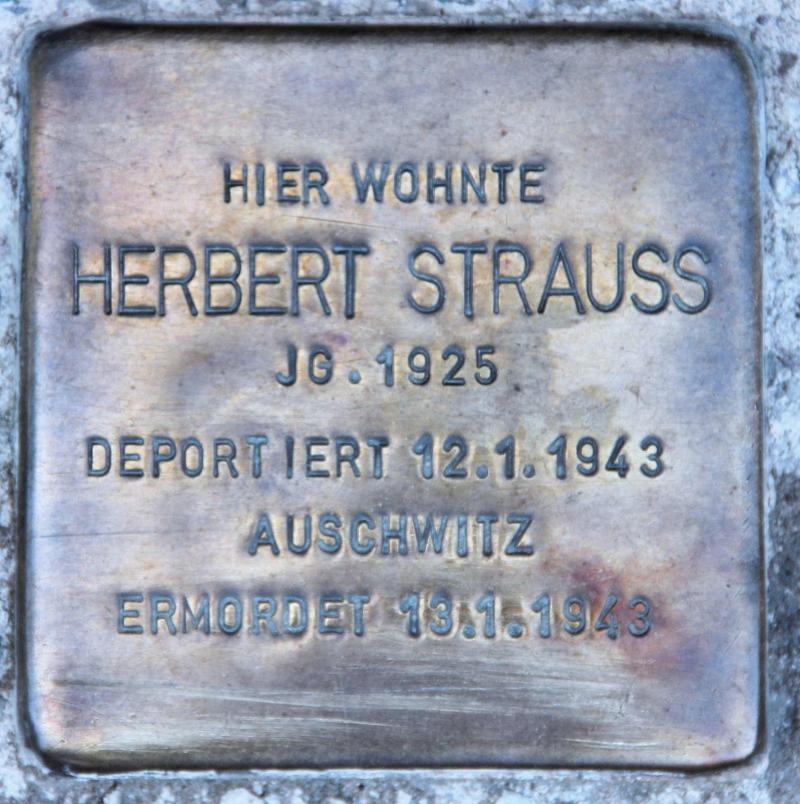 HIER WOHNTE
HERBERT STRAUSS
JG. 1925
DEPORTIERT 12.1.1943
AUSCHWITZ
ERMORDET 13.1.1943